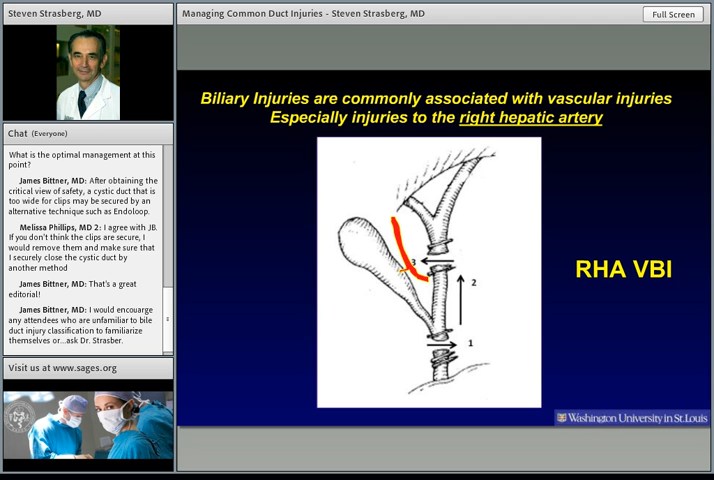 Steven Strasberg, MD
Managing Common Duct Injuries - Steven Strasberg, MD
Full Screen
Chat (Everyone)
What is the optimal management at this
point?
James Bittner, MD: After obtaining the
critical view of safety, a cystic duct that is
too wide for clips may be secured by an
alternative technique such as Endoloop.
Melissa Phillips, MD 2: I agree with JB.
If you don't think the clips are secure, I
would remove them and make sure that
I securely close the cystic duct by
another method
James Bittner, MD: That's a great
editorial!
James Bittner, MD: I would encouarge
any attendees who are unfamiliar to bile
duct injury classification to familiarize
themselves or...ask Dr. Strasber.
Visit us at www.sages.org
Biliary Injuries are commonly associated with vascular injuries
Especially injuries to the right hepatic artery
3
2
1
RHA VBI
Washington University in St. Louis